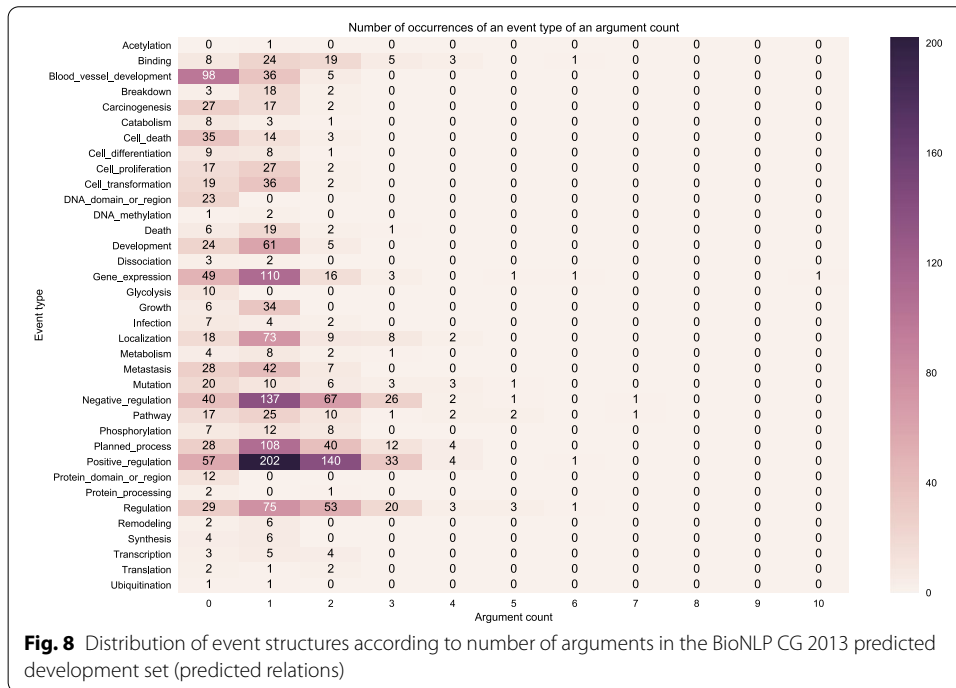 Number of occurrences of an event type of an argument count
Acetylation 0 1 0 0 0 0 0 0 0 0 0
Binding 8 24 19 5 3 0 1 0 0 0 0
Blood_vessel_development 98 36 5 0 0 0 0 0 0 0 0
Breakdown 3 18 2 0 0 0 0 0 0 0 0
Carcinogenesis 27 17 2 0 0 0 0 0 0 0 0
Catabolism 8 3 1 0 0 0 0 0 0 0 0
Cell_death 35 14 3 0 0 0 0 0 0 0 0
Cell_differentiation 9 8 1 0 0 0 0 0 0 0 0
Cell_proliferation 17 27 2 0 0 0 0 0 0 0 0
Cell_transformation 19 36 2 0 0 0 0 0 0 0 0
DNA_domain_or_region 23 0 0 0 0 0 0 0 0 0 0
DNA_methylation 1 2 0 0 0 0 0 0 0 0 0
Death 6 19 2 1 0 0 0 0 0 0 0
Development 24 61 5 0 0 0 0 0 0 0 0
Dissociation 3 2 0 0 0 0 0 0 0 0 0
Gene_expression 49 110 16 3 0 1 1 0 0 0 1
Glycolysis 10 0 0 0 0 0 0 0 0 0 0
Growth 6 34 0 0 0 0 0 0 0 0 0
Infection 7 4 2 0 0 0 0 0 0 0 0
Localization 18 73 9 8 2 0 0 0 0 0 0
Metabolism 4 8 2 1 0 0 0 0 0 0 0
Metastasis 28 42 7 0 0 0 0 0 0 0 0
Mutation 20 10 6 3 3 1 0 0 0 0 0
Negative_regulation 40 137 67 26 2 1 0 1 0 0 0
Pathway 17 25 10 1 2 2 0 1 0 0 0
Phosphorylation 7 12 8 0 0 0 0 0 0 0 0
Planned_process 28 108 40 12 4 0 0 0 0 0 0
Positive_regulation 57 202 140 33 4 0 1 0 0 0 0
Protein_domain_or_region 12 0 0 0 0 0 0 0 0 0 0
Protein_processing 2 0 1 0 0 0 0 0 0 0 0
Regulation 29 75 53 20 3 3 1 0 0 0 0
Remodeling 2 6 0 0 0 0 0 0 0 0 0
Synthesis 4 6 0 0 0 0 0 0 0 0 0
Transcription 3 5 4 0 0 0 0 0 0 0 0
Translation 2 1 2 0 0 0 0 0 0 0 0
Ubiquitination 1 1 0 0 0 0 0 0 0 0 0
0 1 2 3 4 5 6 7 8 9 10
Argument count
Event type
200
160
120
80
40
0
Fig. 8 Distribution of event structures according to number of arguments in the BioNLP CG 2013 predicted
development set (predicted relations)